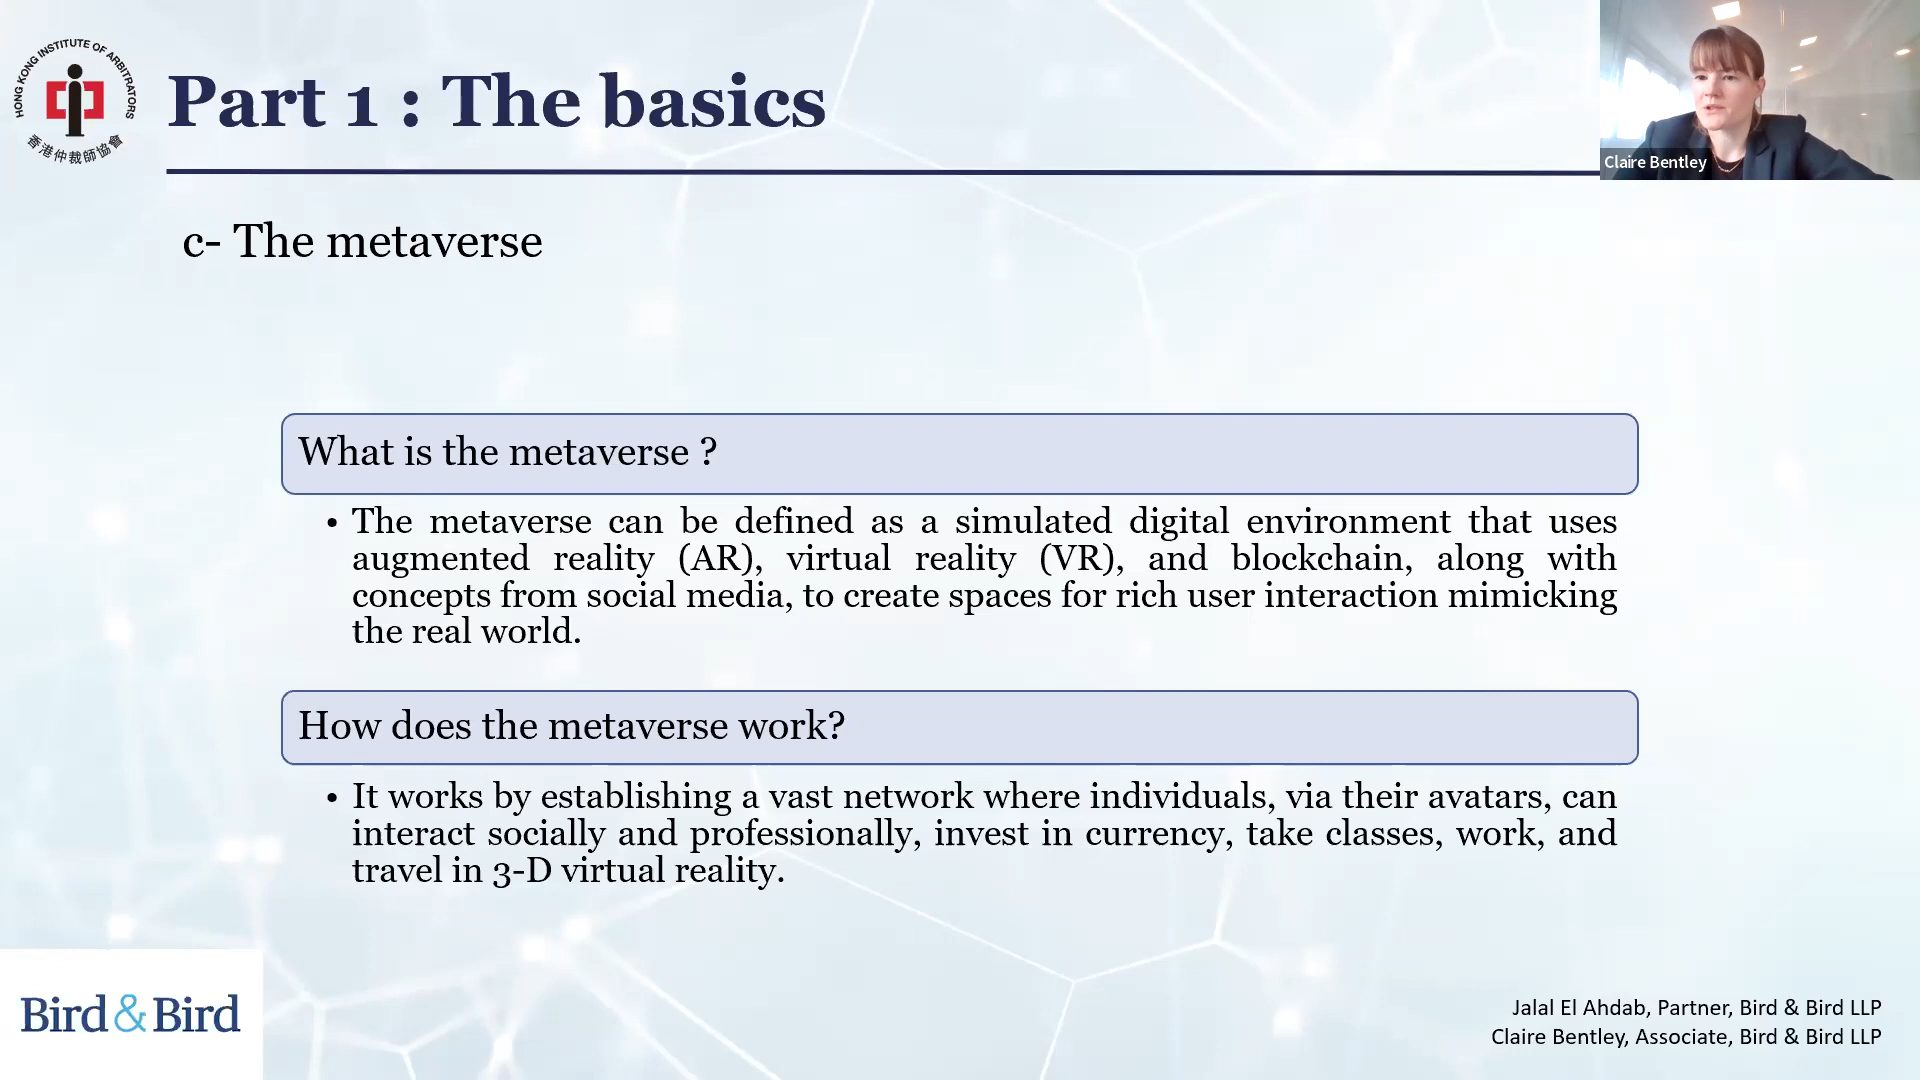 HONG KONG INSTITUTE OF ARBITRATORS
香港仲裁師協會
Part 1 : The basics
Claire Bentley
c- The metaverse
What is the metaverse ?
• The metaverse can be defined as a simulated digital environment that uses
augmented reality (AR), virtual reality (VR), and blockchain, along with
concepts from social media, to create spaces for rich user interaction mimicking
the real world.
How does the metaverse work?
• It works by establishing a vast network where individuals, via their avatars, can
interact socially and professionally, invest in currency, take classes, work, and
travel in 3-D virtual reality.
Bird&Bird
Jalal El Ahdab, Partner, Bird & Bird LLP
Claire Bentley, Associate, Bird & Bird LLP